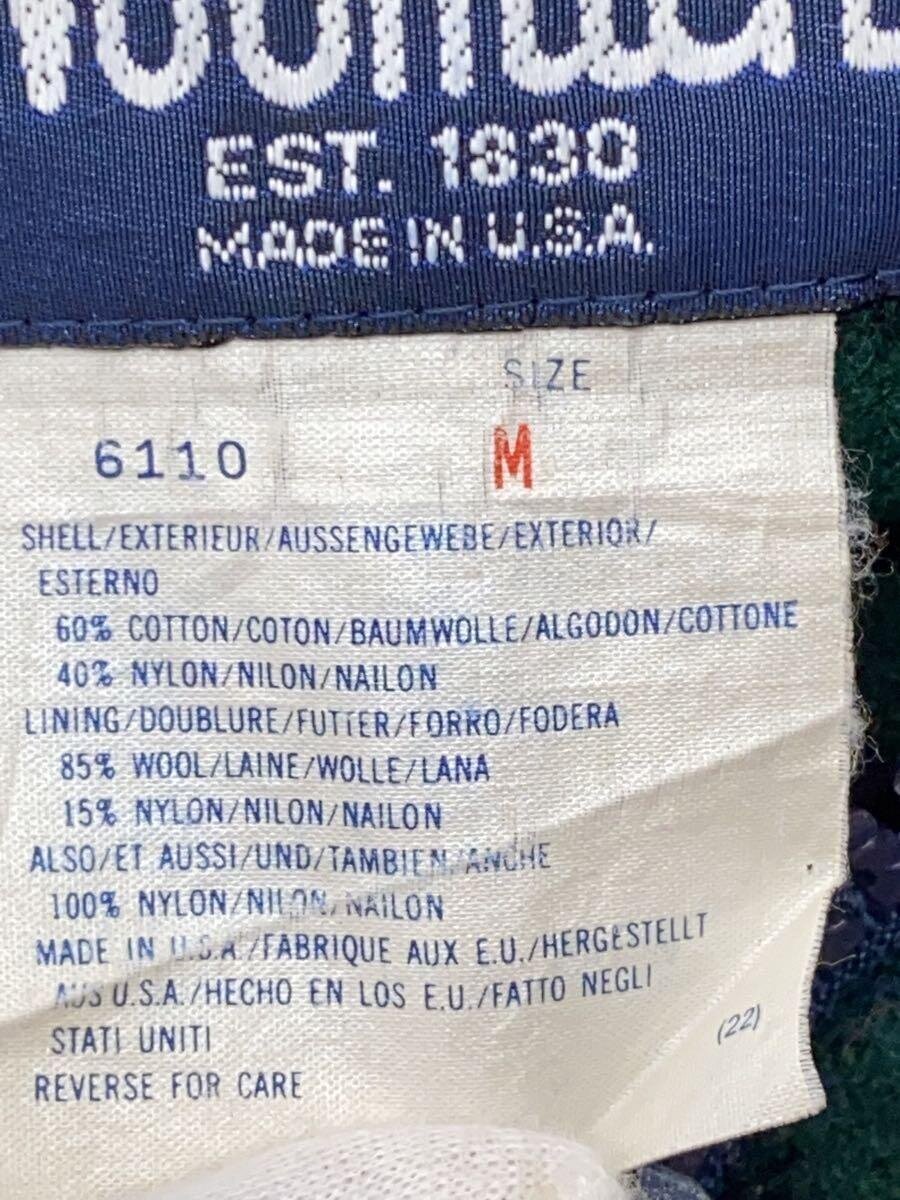 EST. 1830
MADE IN U.S.A.
SIZE
6110 M
SHELL/EXTERIEUR/AUSSENGEWEBE/EXTERIOR/
ESTERNO
60% COTTON/COTON/BAUMWOLLE/ALGODON/COTTONE
40% NYLON/NILON/NAILON
LINING/DOUBLURE/FUTTER/FORRO/FODERA
85% WOOL/LAINE/WOLLE/LANA
15% NYLON/NILON/NAILON
ALSO/ET AUSSI/UND/TAMBIEN/ANCHE
100% NYLON/NILON/NAILON
MADE IN U.S.A./FABRIQUE AUX E.U./HERGESTELLT
AUS U.S.A./HECHO EN LOS E.U./FATTO NEGLI
STATI UNITI
(22)
REVERSE FOR CARE